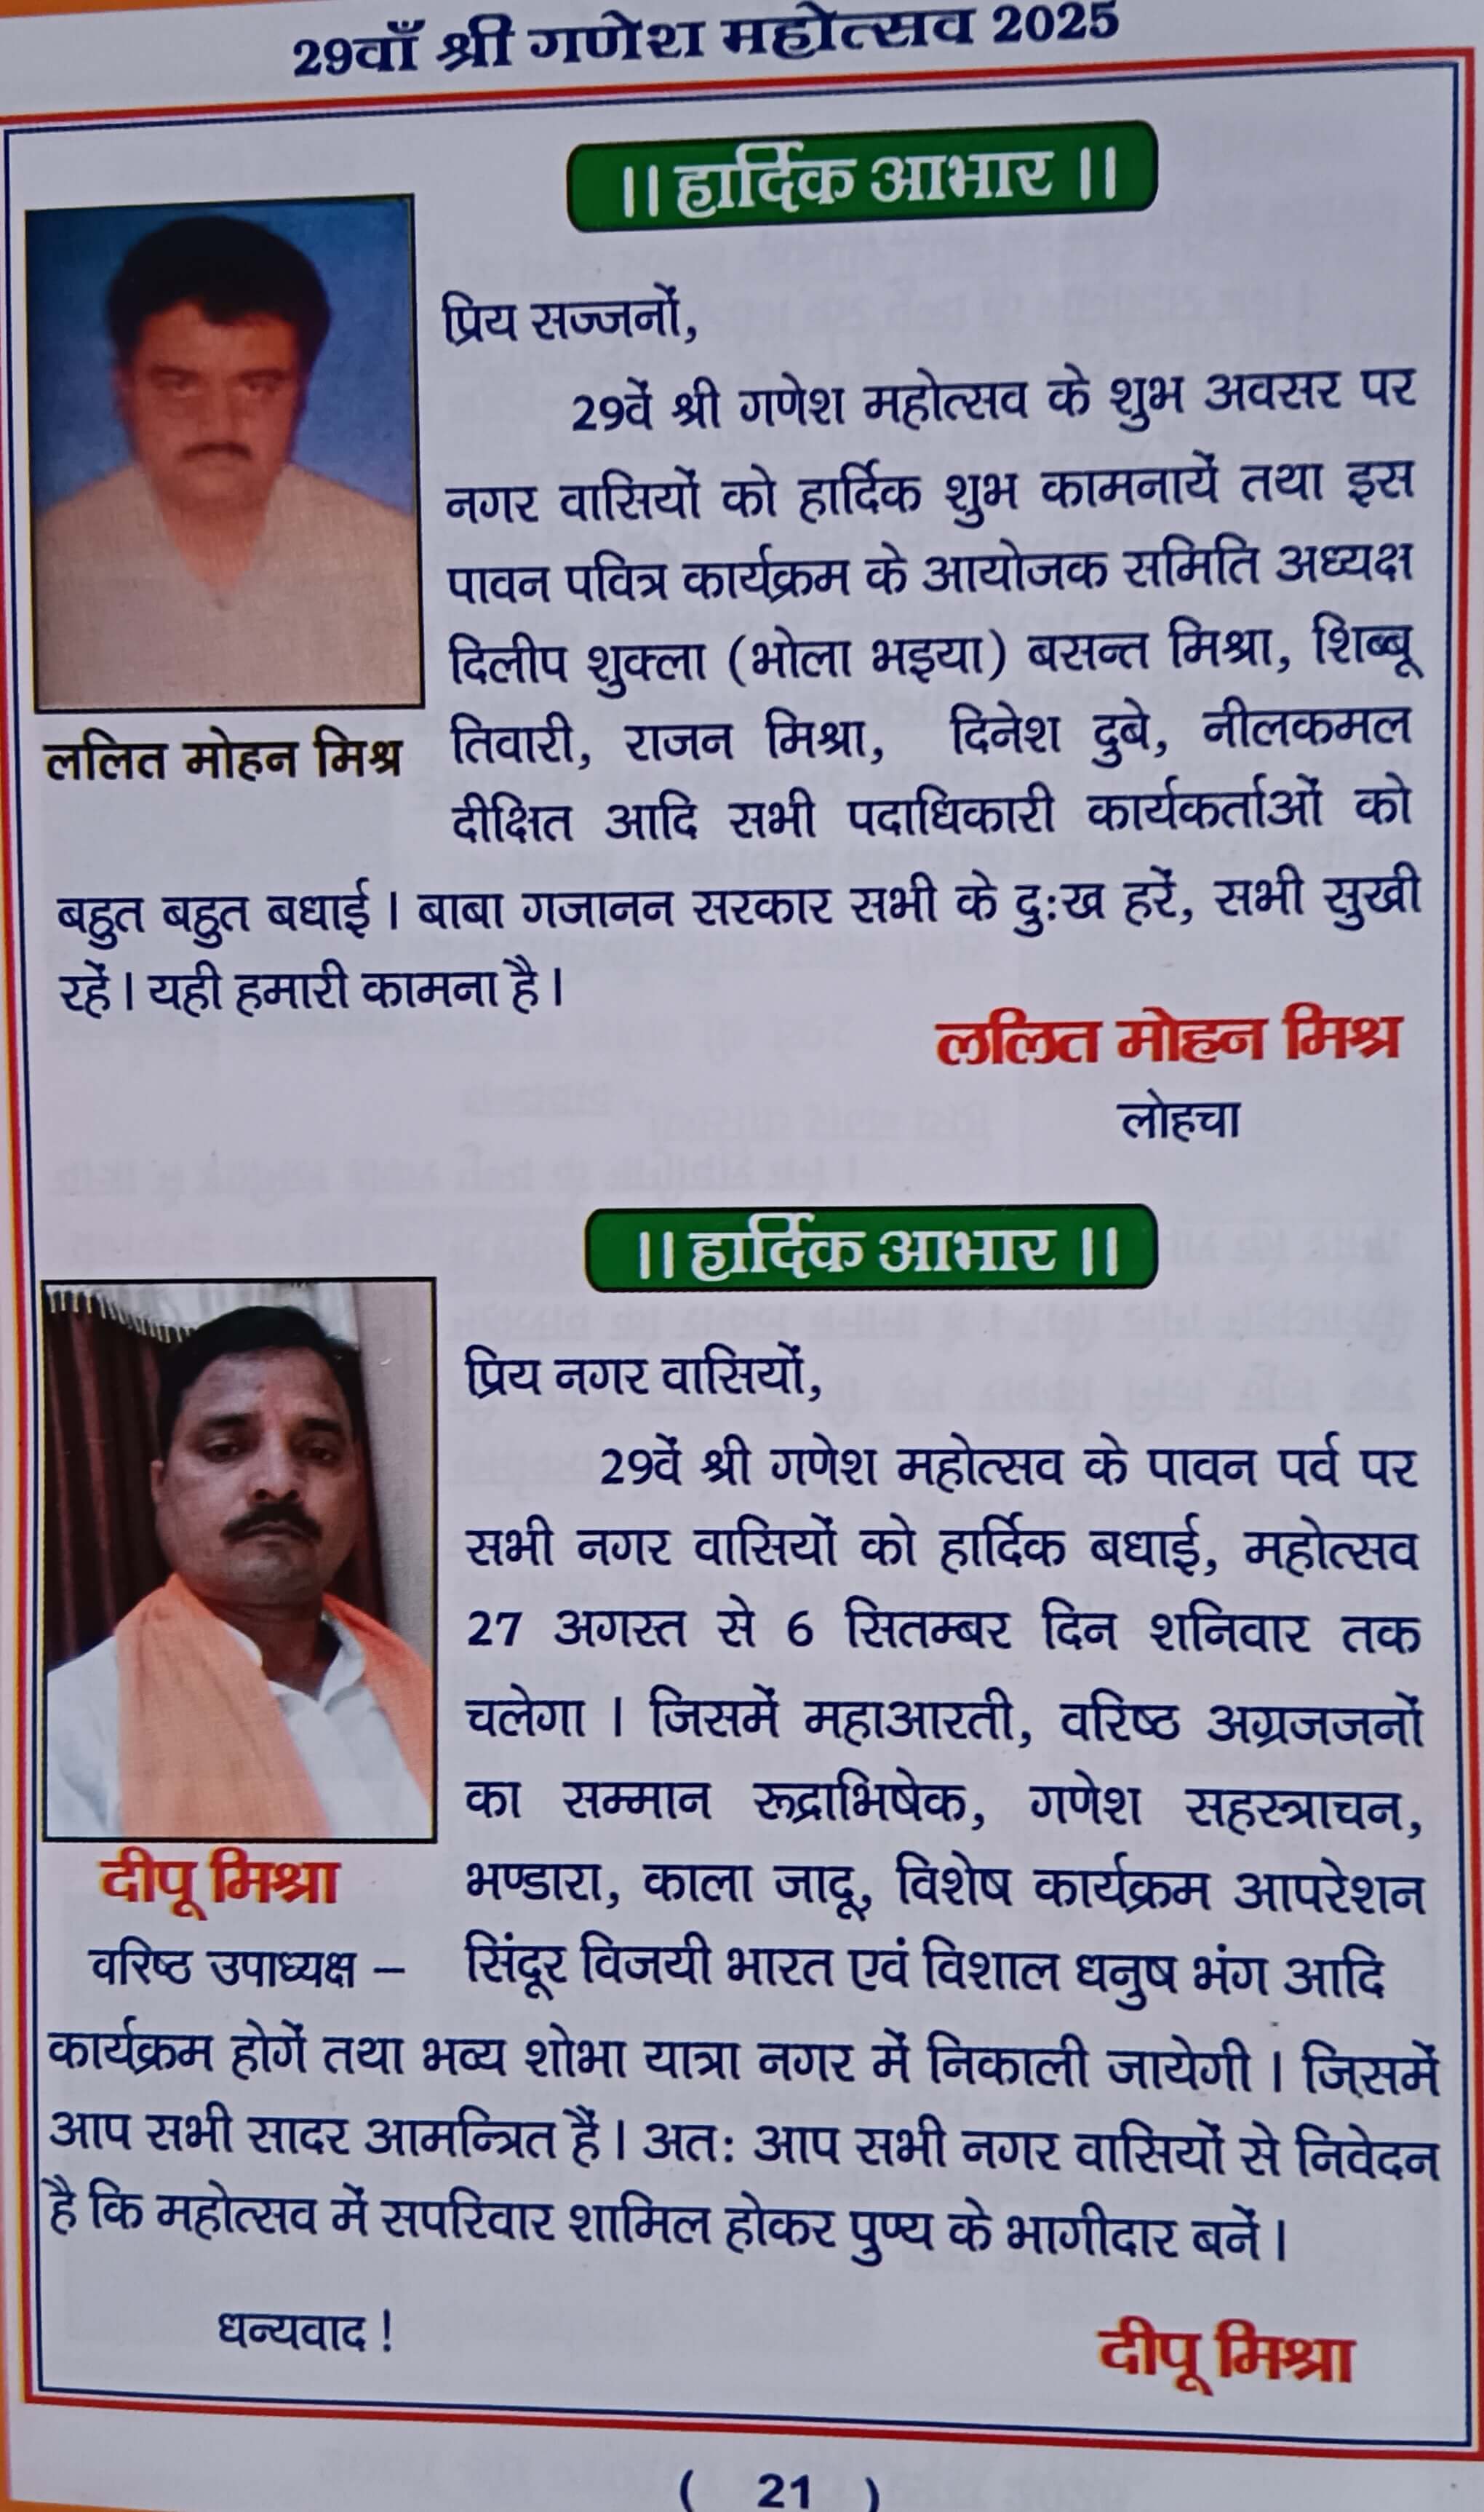 29वाँ श्री गणेश महोत्सव 2025
।। हार्दिक आभार ।।
प्रिय सज्जनों,
29वें श्री गणेश महोत्सव के शुभ अवसर पर
नगर वासियों को हार्दिक शुभ कामनायें तथा इस
पावन पवित्र कार्यक्रम के आयोजक समिति अध्यक्ष
दिलीप शुक्ला (भोला भइया) बसन्त मिश्रा, शिब्बू
तिवारी, राजन मिश्रा, दिनेश दुबे, नीलकमल
दीक्षित आदि सभी पदाधिकारी कार्यकर्ताओं को
ललित मोहन मिश्र
बहुत बहुत बधाई । बाबा गजानन सरकार सभी के दुःख हरें, सभी सुखी
रहें । यही हमारी कामना है ।
ललित मोहन मिश्र
लोहचा
।। हार्दिक आभार ।।
प्रिय नगर वासियों,
29वें श्री गणेश महोत्सव के पावन पर्व पर
सभी नगर वासियों को हार्दिक बधाई, महोत्सव
27 अगस्त से 6 सितम्बर दिन शनिवार तक
चलेगा । जिसमें महाआरती, वरिष्ठ अग्रजजनों
का सम्मान रूद्राभिषेक, गणेश सहस्त्राचन,
भण्डारा, काला जादू, विशेष कार्यक्रम आपरेशन
सिंदूर विजयी भारत एवं विशाल धनुष भंग आदि
दीपू मिश्रा
वरिष्ठ उपाध्यक्ष –
कार्यक्रम होगें तथा भव्य शोभा यात्रा नगर में निकाली जायेगी । जिसमें
आप सभी सादर आमन्त्रित हैं । अतः आप सभी नगर वासियों से निवेदन
है कि महोत्सव में सपरिवार शामिल होकर पुण्य के भागीदार बनें ।
धन्यवाद !
दीपू मिश्रा
( 21 )